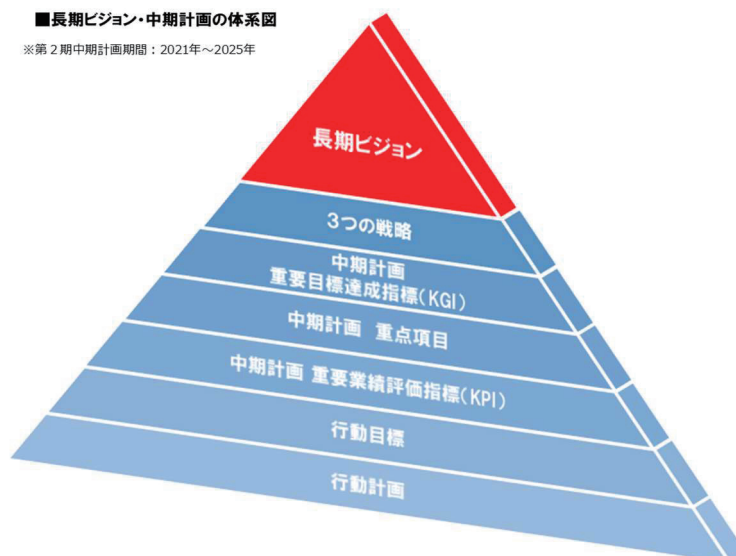 ■長期ビジョン・中期計画の体系図
※第2期中期計画期間：2021年～2025年
長期ビジョン
3つの戦略
中期計画
重要目標達成指標(KGI)
中期計画 重点項目
中期計画 重要業績評価指標(KPI)
行動目標
行動計画